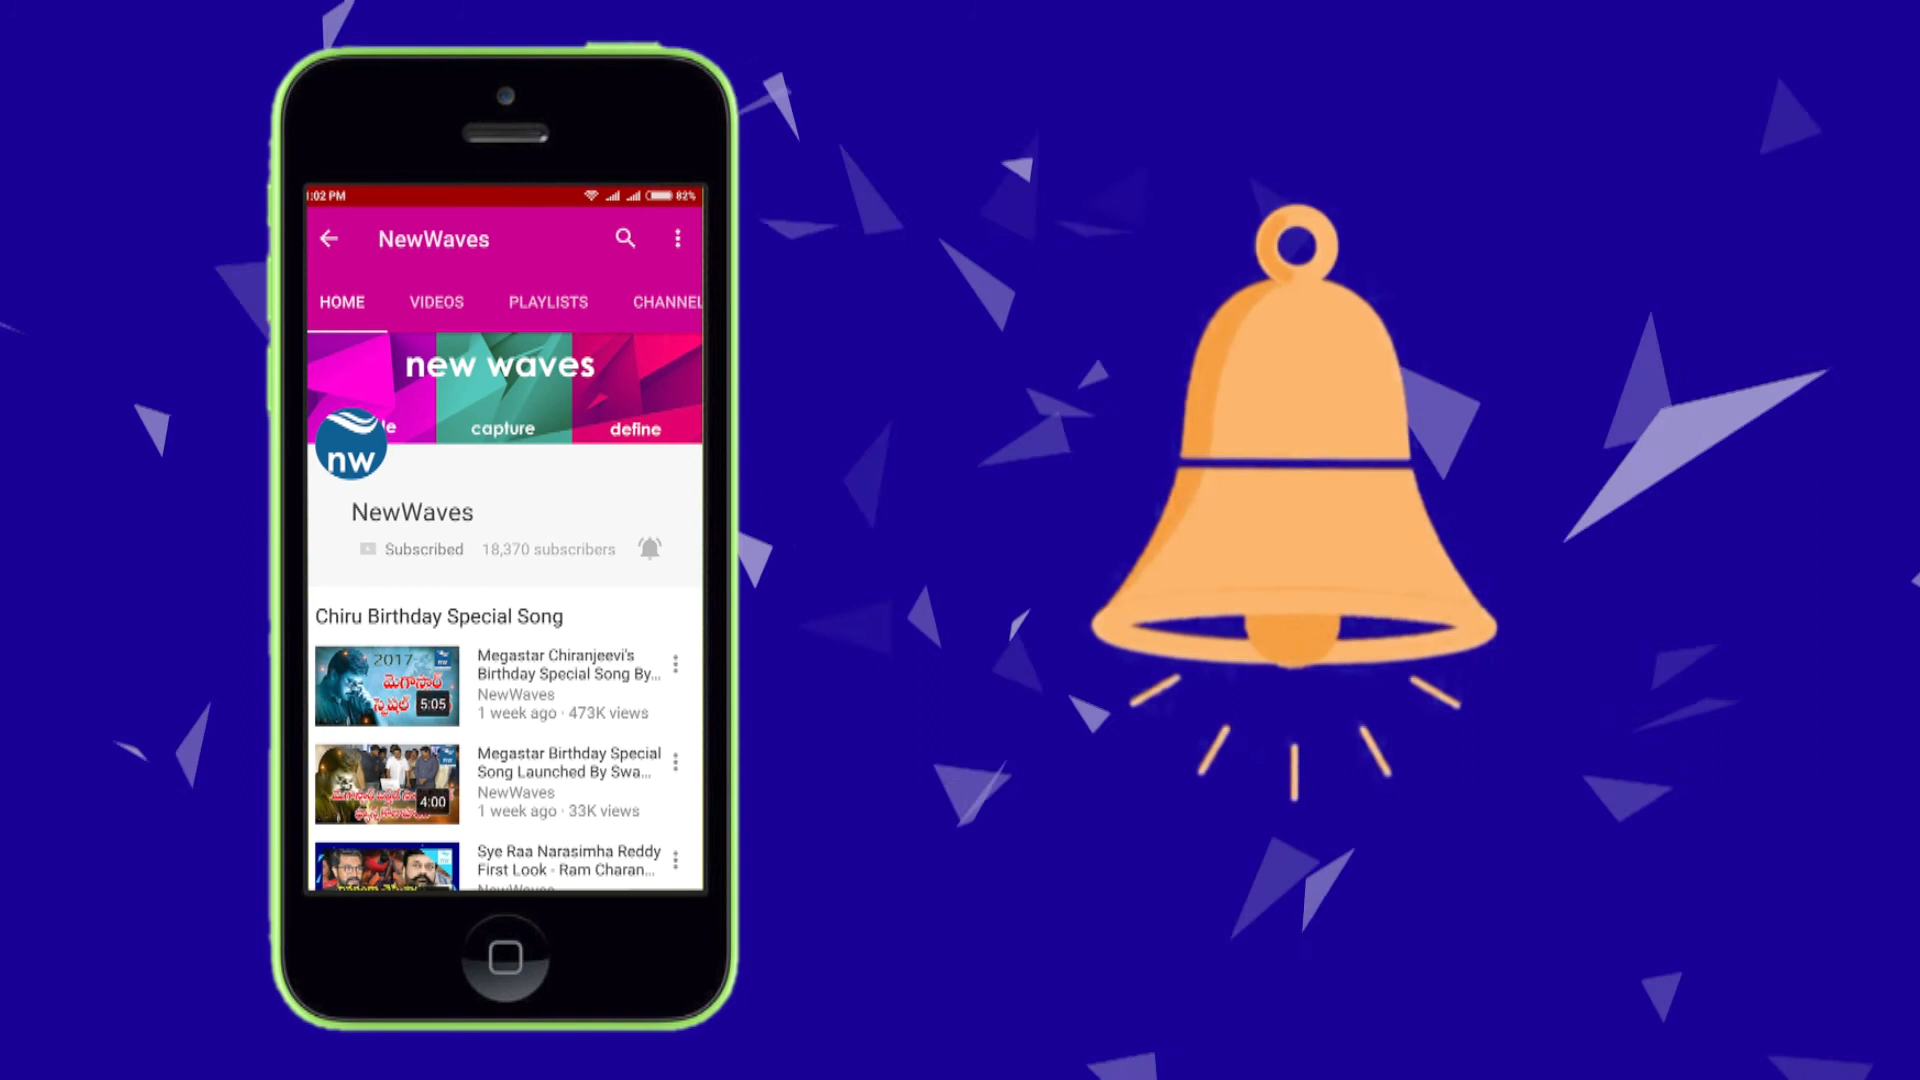 1:02 PM
82%
NewWaves
HOME VIDEOS PLAYLISTS CHANNEL
new waves
capture
define
nw
NewWaves
Subscribed 18,370 subscribers
Chiru Birthday Special Song
2017
మెగాస్టార్
స్పెషల్
5:05
Megastar Chiranjeevi's
Birthday Special Song By...
NewWaves
1 week ago · 473K views
4:00
Megastar Birthday Special
Song Launched By Swa...
NewWaves
1 week ago · 33K views
Sye Raa Narasimha Reddy
First Look - Ram Charan...
NewWaves